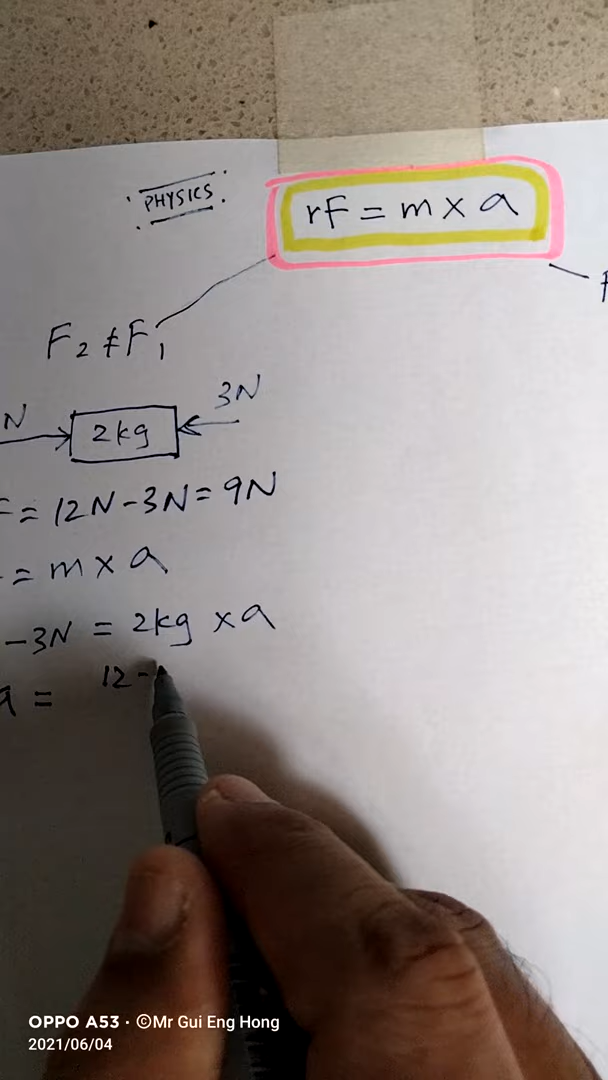 PHYSICS
rF = m × a
F₂ ≠ F₁
N
3N
2kg
F = 12N - 3N = 9N
= m × a
- 3N = 2kg × a
a = 12 -
OPPO A53 · ©Mr Gui Eng Hong
2021/06/04